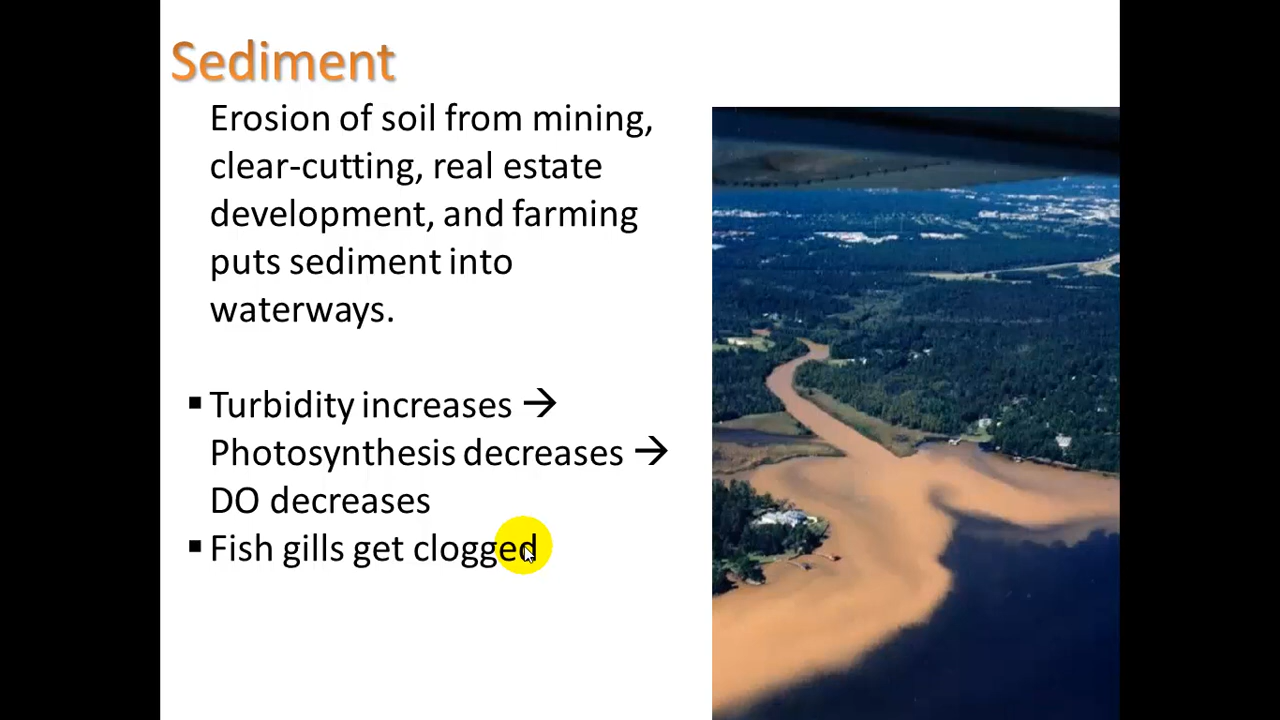 Sediment
Erosion of soil from mining,
clear-cutting, real estate
development, and farming
puts sediment into
waterways.
▪ Turbidity increases →
Photosynthesis decreases →
DO decreases
▪ Fish gills get clogged